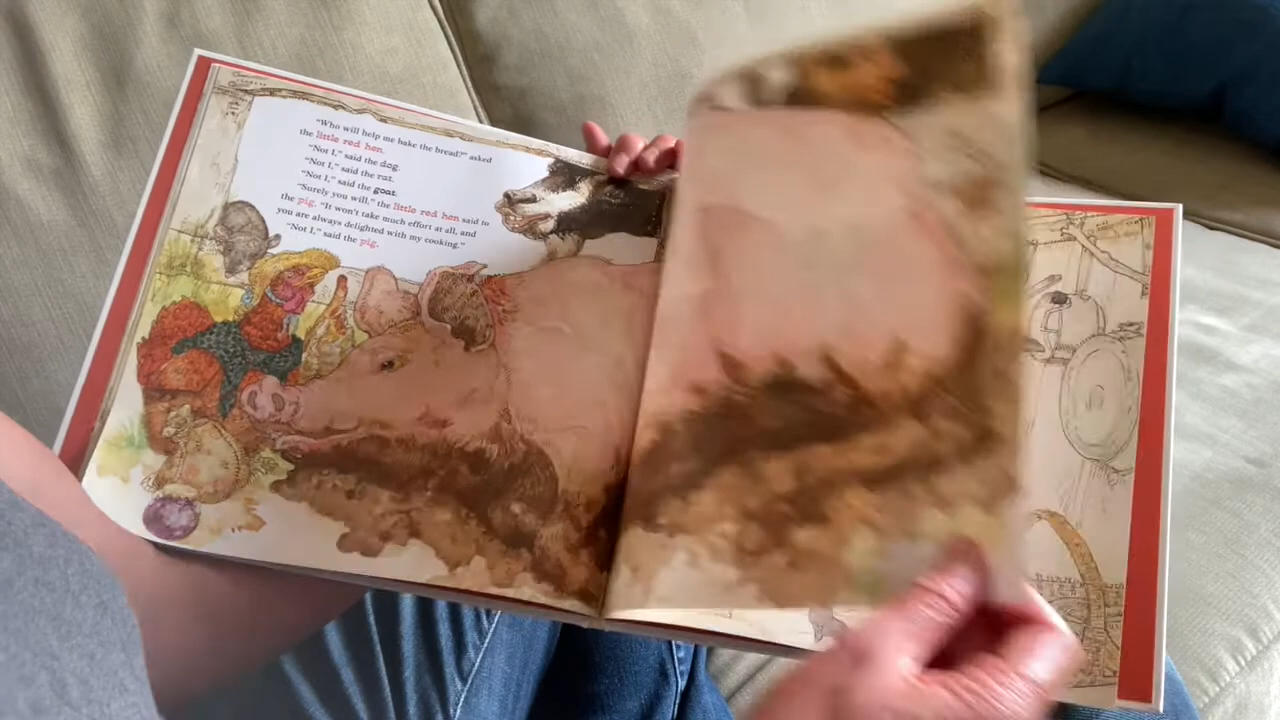 "Who will help me bake the bread?" asked
the little red hen.
"Not I," said the dog.
"Not I," said the rat.
"Not I," said the goat.
"Surely you will," the little red hen said to
the pig. "It won't take much effort at all, and
you are always delighted with my cooking."
"Not I," said the pig.